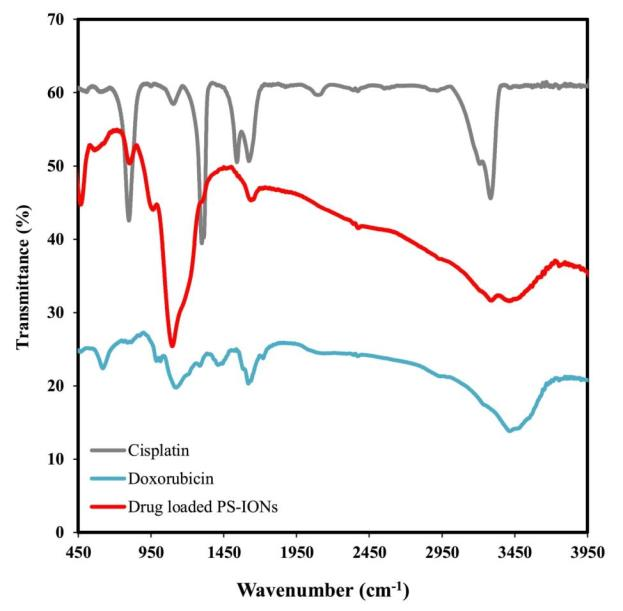 70
60
50
40
30
20
10
0
Transmittance (%)
Cisplatin
Doxorubicin
Drug loaded PS-IONs
450 950 1450 1950 2450 2950 3450 3950
Wavenumber (cm⁻¹)